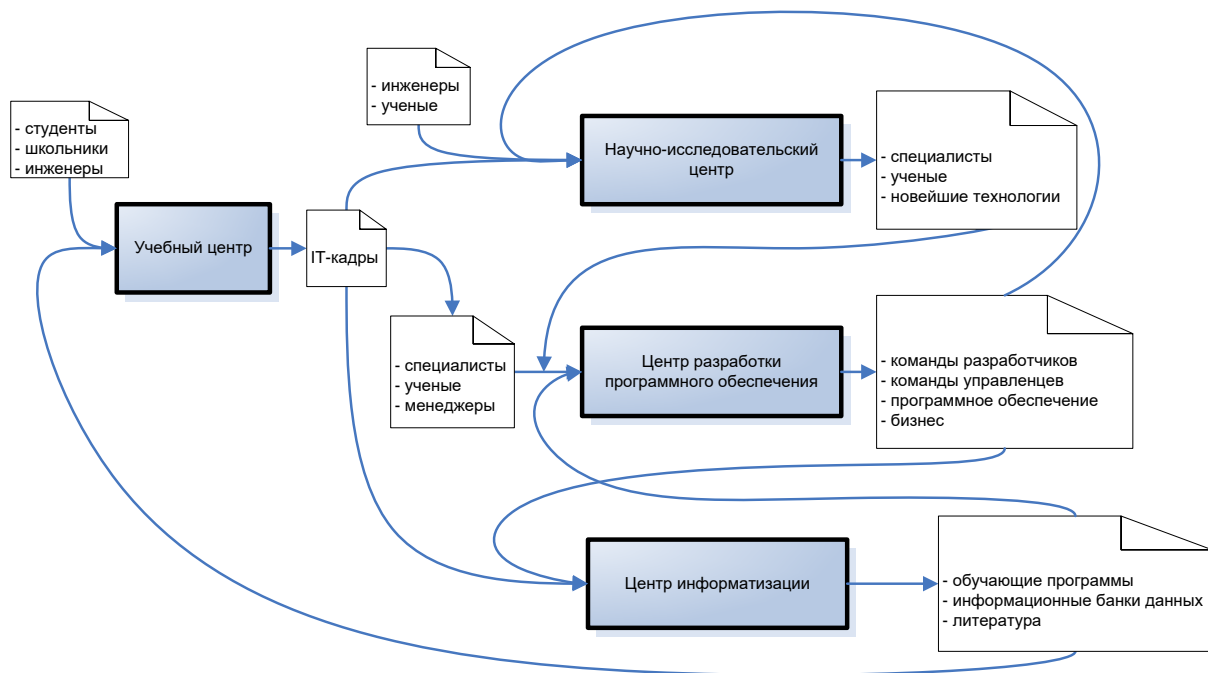 - инженеры
- ученые
- студенты
- школьники
- инженеры
Научно-исследовательский
центр
- специалисты
- ученые
- новейшие технологии
Учебный центр
IT-кадры
- специалисты
- ученые
- менеджеры
Центр разработки
программного обеспечения
- команды разработчиков
- команды управленцев
- программное обеспечение
- бизнес
Центр информатизации
- обучающие программы
- информационные банки данных
- литература